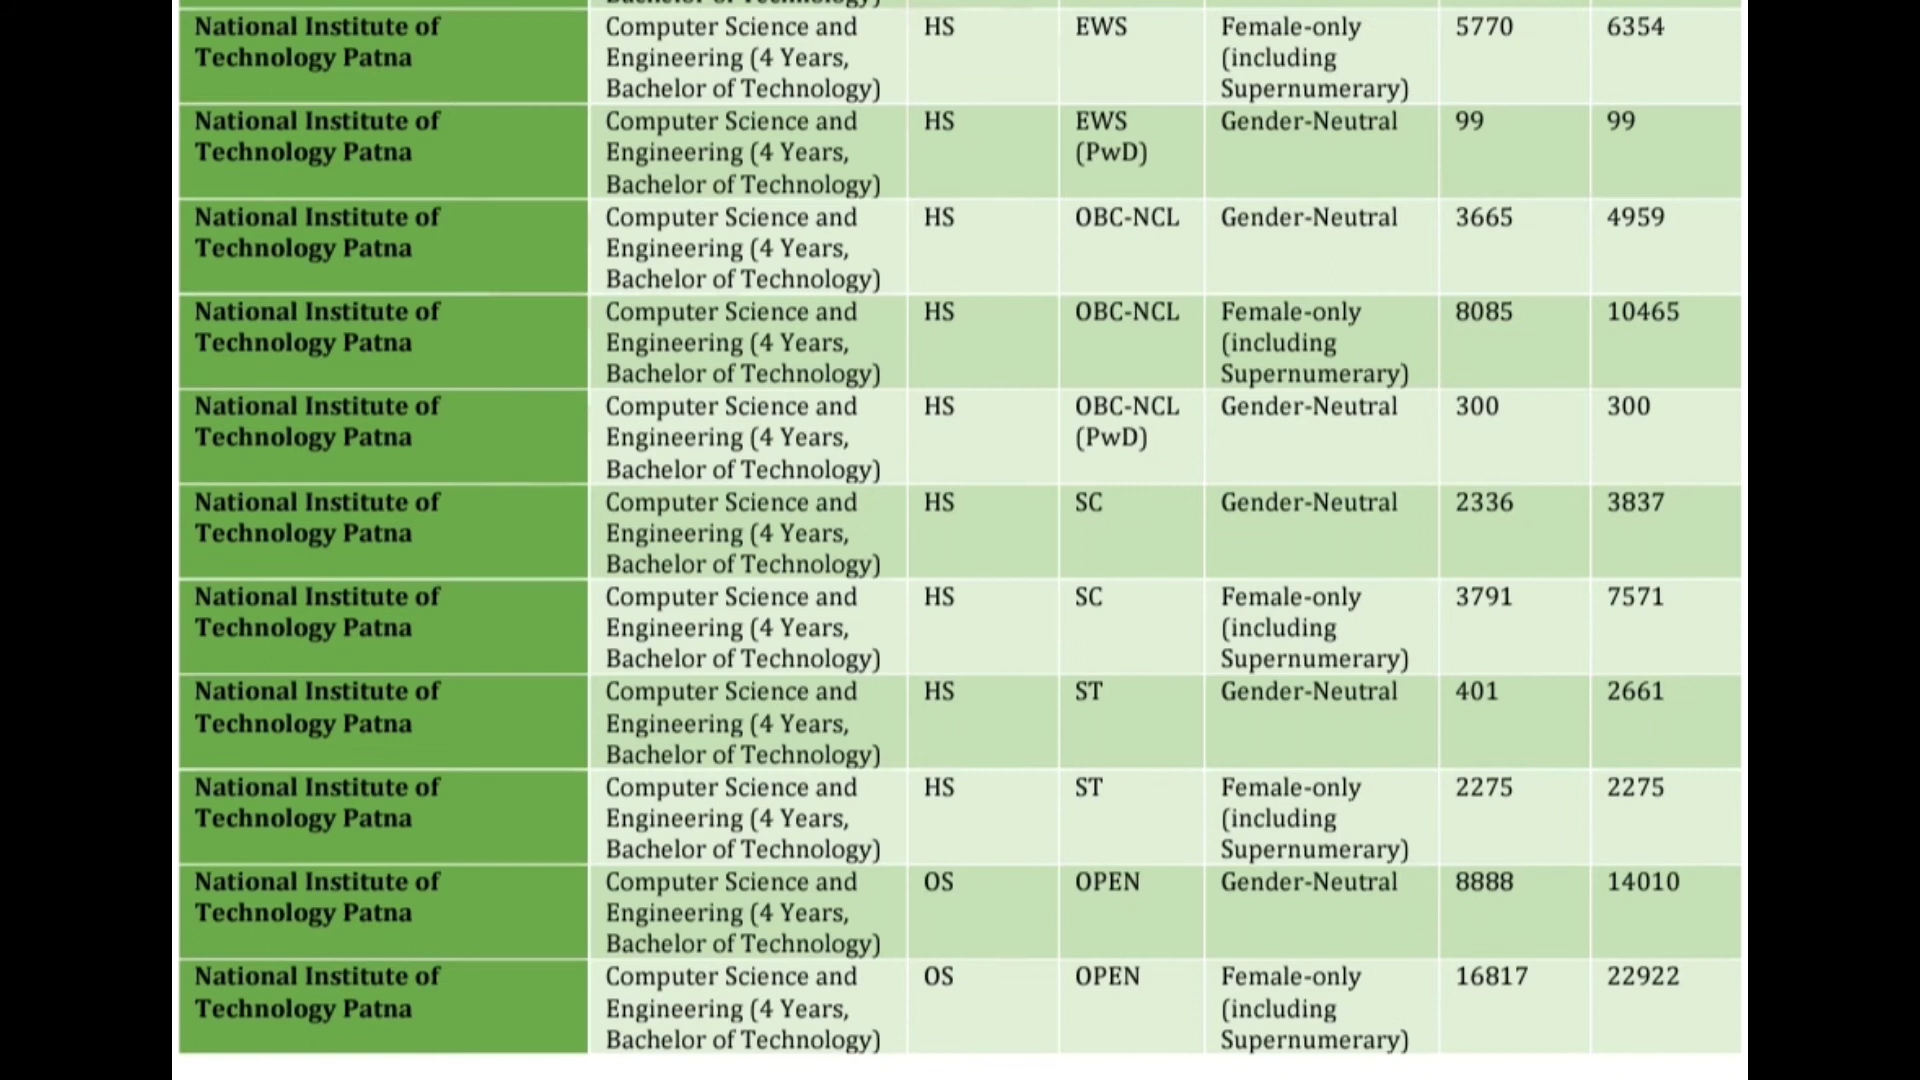 Bachelor of Technology)
National Institute of Computer Science and HS EWS Female-only 5770 6354
Technology Patna Engineering (4 Years, (including
Bachelor of Technology) Supernumerary)
National Institute of Computer Science and HS EWS Gender-Neutral 99 99
Technology Patna Engineering (4 Years, (PwD)
Bachelor of Technology)
National Institute of Computer Science and HS OBC-NCL Gender-Neutral 3665 4959
Technology Patna Engineering (4 Years,
Bachelor of Technology)
National Institute of Computer Science and HS OBC-NCL Female-only 8085 10465
Technology Patna Engineering (4 Years, (including
Bachelor of Technology) Supernumerary)
National Institute of Computer Science and HS OBC-NCL Gender-Neutral 300 300
Technology Patna Engineering (4 Years, (PwD)
Bachelor of Technology)
National Institute of Computer Science and HS SC Gender-Neutral 2336 3837
Technology Patna Engineering (4 Years,
Bachelor of Technology)
National Institute of Computer Science and HS SC Female-only 3791 7571
Technology Patna Engineering (4 Years, (including
Bachelor of Technology) Supernumerary)
National Institute of Computer Science and HS ST Gender-Neutral 401 2661
Technology Patna Engineering (4 Years,
Bachelor of Technology)
National Institute of Computer Science and HS ST Female-only 2275 2275
Technology Patna Engineering (4 Years, (including
Bachelor of Technology) Supernumerary)
National Institute of Computer Science and OS OPEN Gender-Neutral 8888 14010
Technology Patna Engineering (4 Years,
Bachelor of Technology)
National Institute of Computer Science and OS OPEN Female-only 16817 22922
Technology Patna Engineering (4 Years, (including
Bachelor of Technology) Supernumerary)